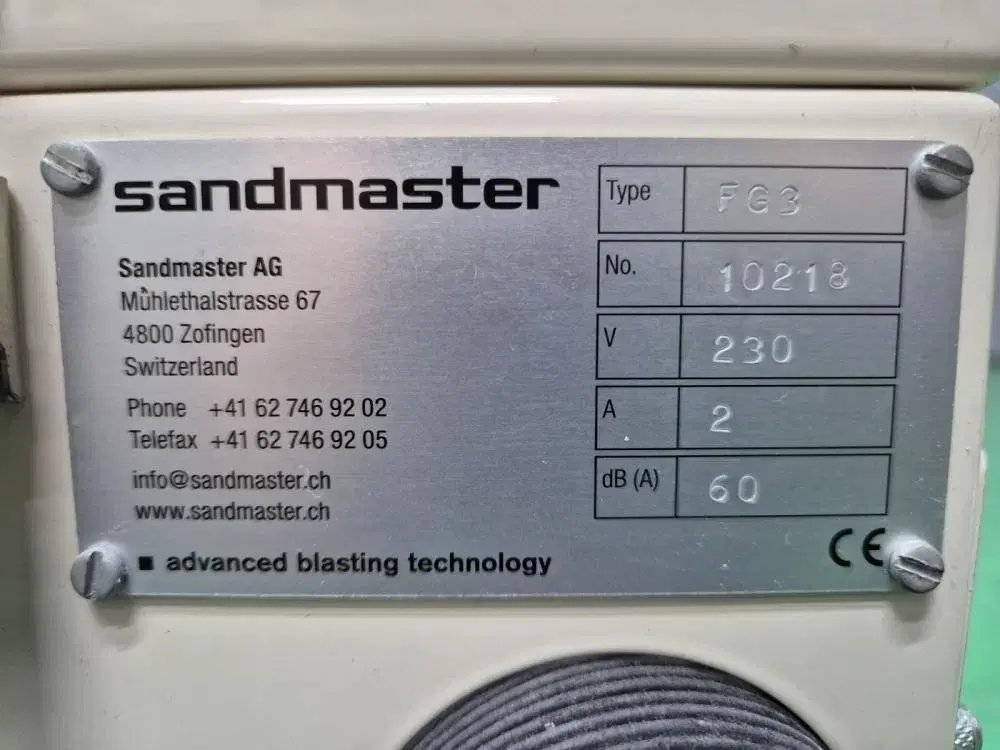 sandmaster
Sandmaster AG
Mühlethalstrasse 67
4800 Zofingen
Switzerland
Phone +41 62 746 92 02
Telefax +41 62 746 92 05
info@sandmaster.ch
www.sandmaster.ch
■ advanced blasting technology
Type FG3
No. 10218
V 230
A 2
dB (A) 60
CE